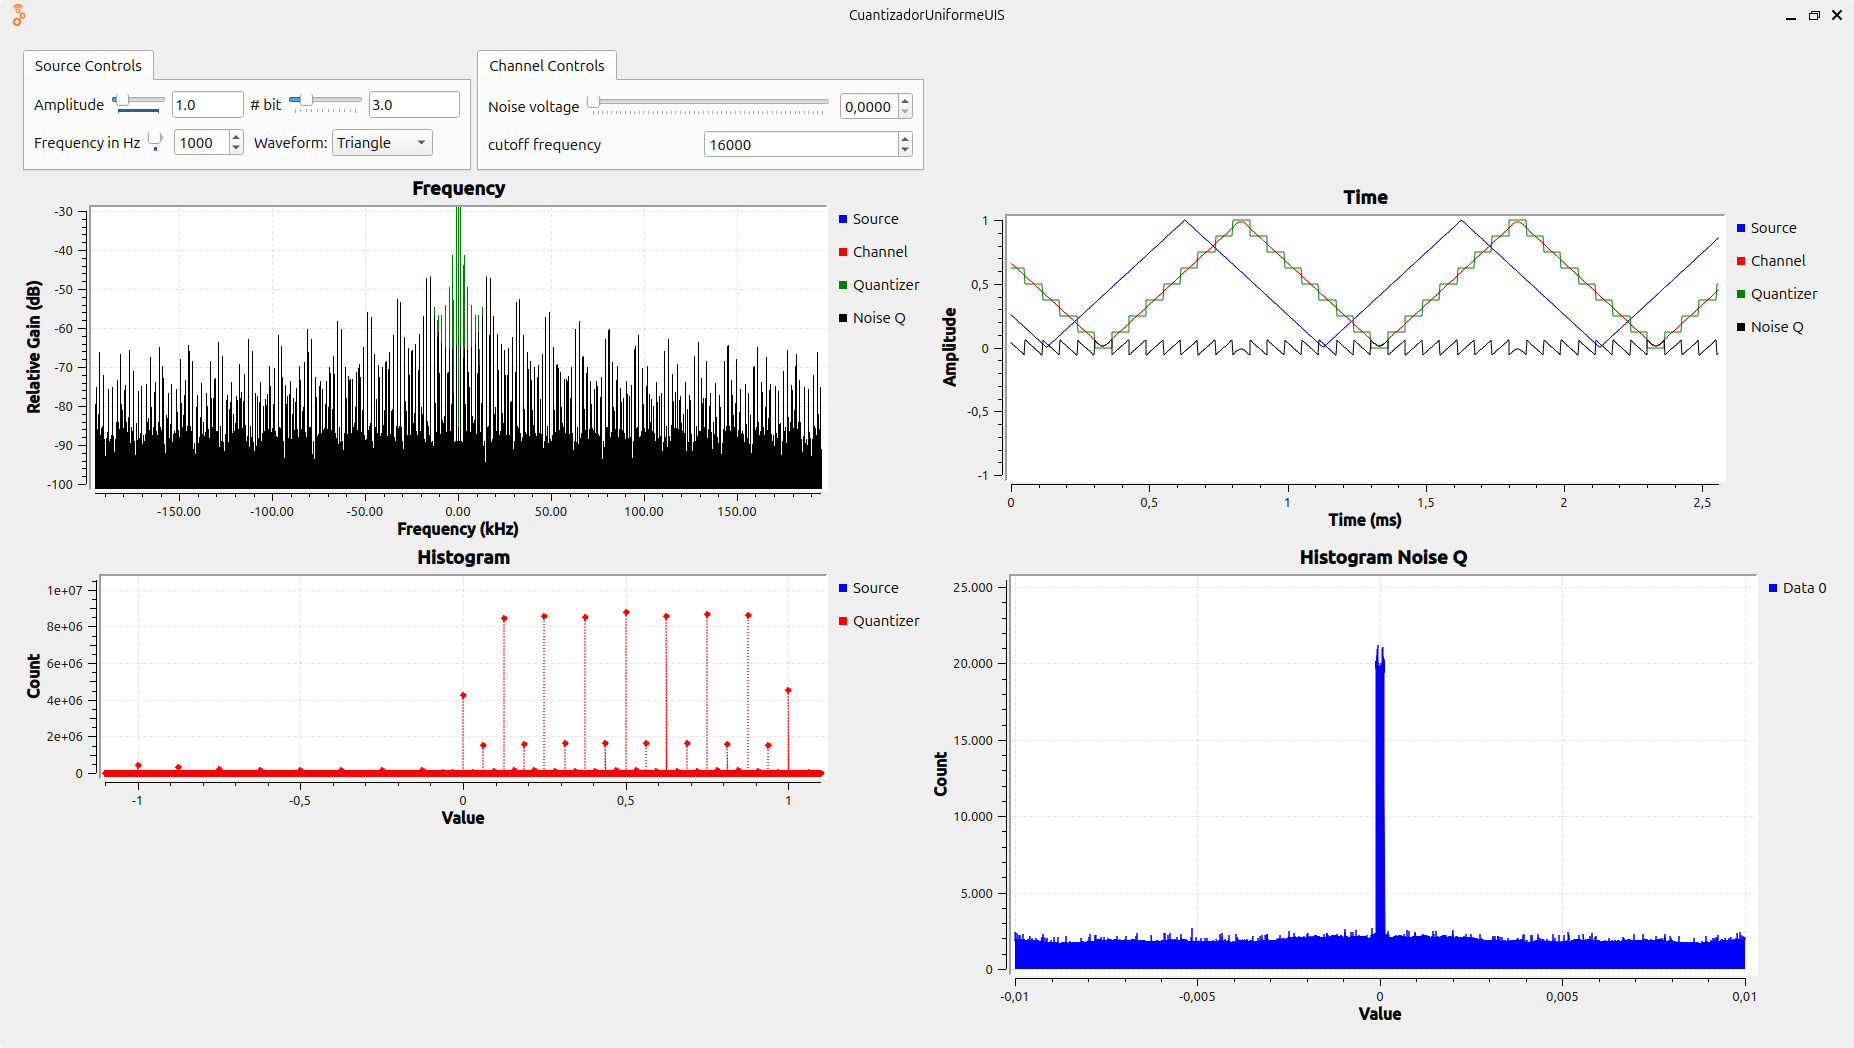 CuantizadorUniformeUIS
Source Controls
Amplitude 1.0 # bit 3.0
Frequency in Hz 1000 Waveform: Triangle
Channel Controls
Noise voltage 0,0000
cutoff frequency 16000
Frequency
Relative Gain (dB)
-30
-40
-50
-60
-70
-80
-90
-100
-150.00 -100.00 -50.00 0.00 50.00 100.00 150.00
Frequency (kHz)
Source
Channel
Quantizer
Noise Q
Time
Amplitude
1
0,5
0
-0,5
-1
0 0,5 1 1,5 2 2,5
Time (ms)
Source
Channel
Quantizer
Noise Q
Histogram
Count
1e+07
8e+06
6e+06
4e+06
2e+06
0
-1 -0,5 0 0,5 1
Value
Source
Quantizer
Histogram Noise Q
Count
25.000
20.000
15.000
10.000
5.000
0
-0,01 -0,005 0 0,005 0,01
Value
Data 0